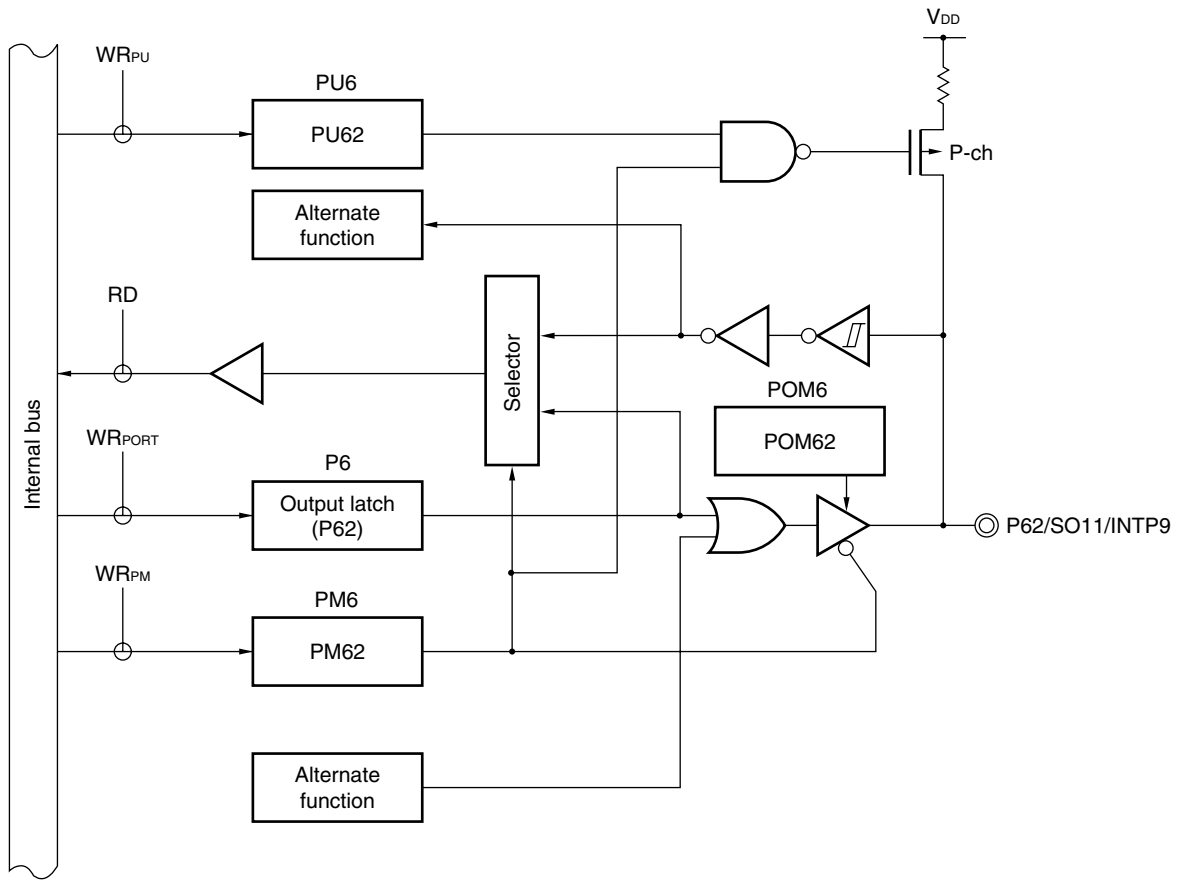 VDD
WRPU
PU6
PU62
P-ch
Alternate
function
RD
Selector
POM6
POM62
Internal bus
WRPORT
P6
Output latch
(P62)
P62/SO11/INTP9
WRPM
PM6
PM62
Alternate
function